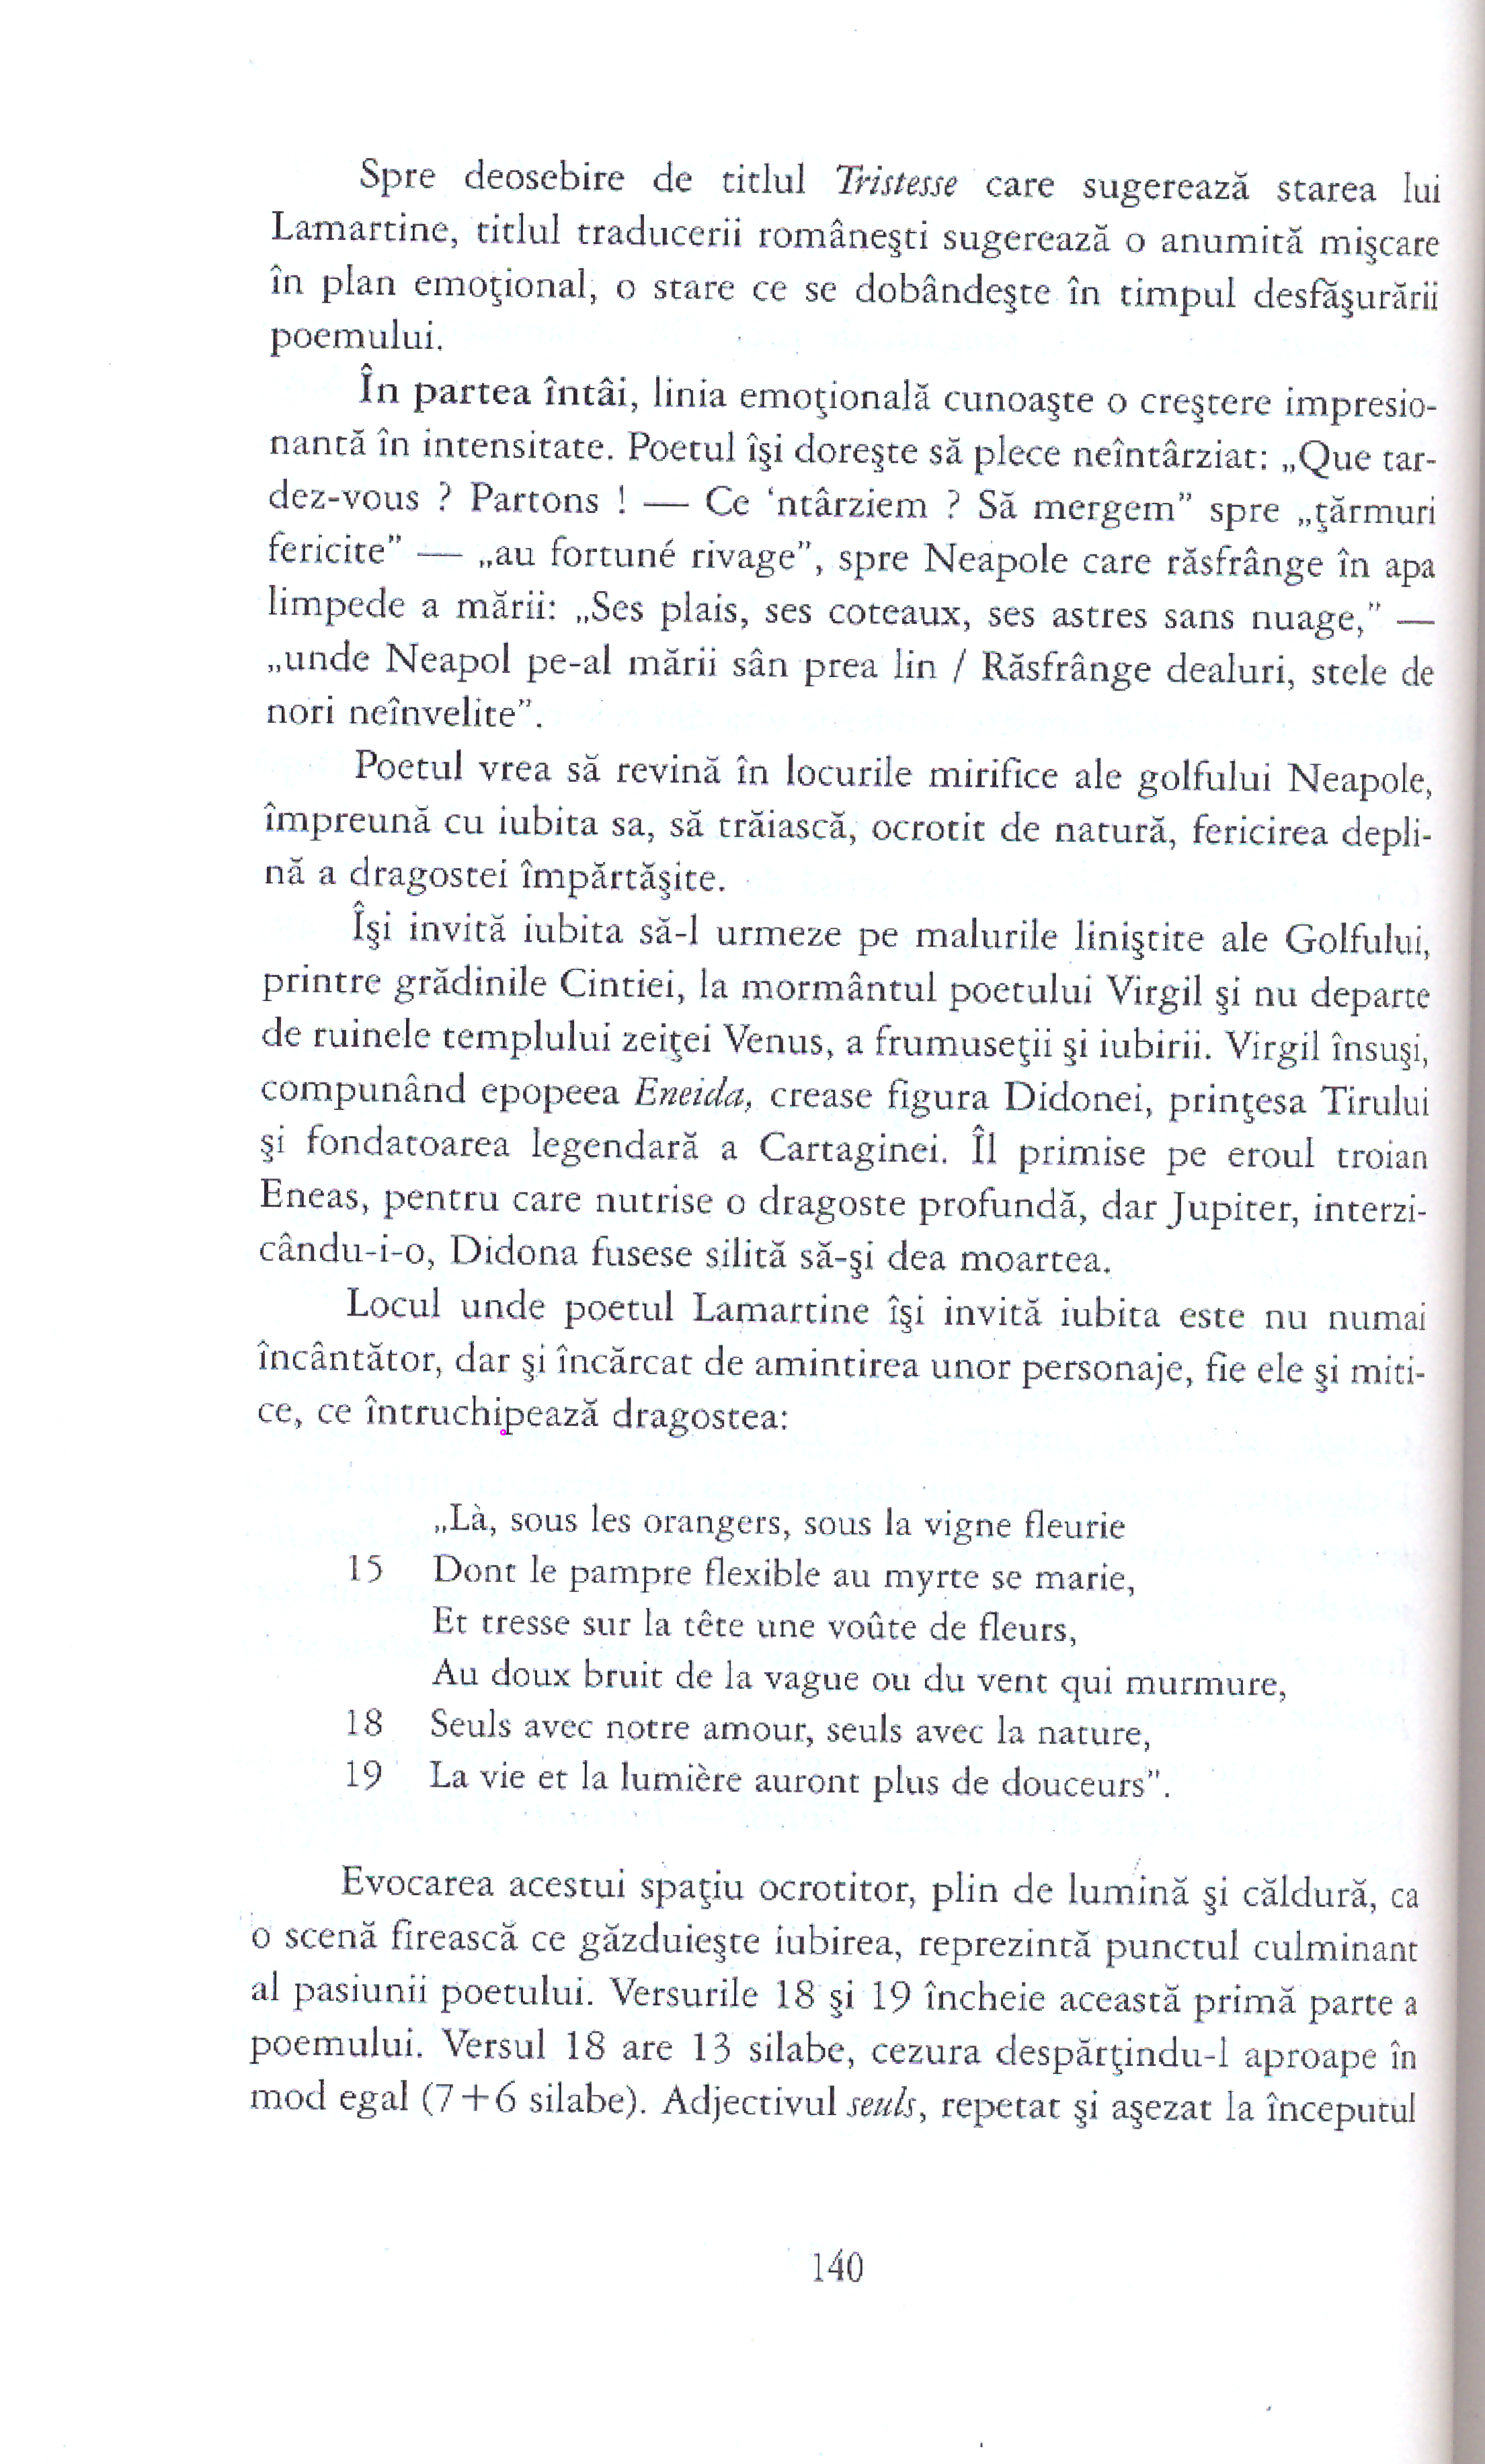 Spre deosebire de titlul Tristesse care sugerează starea lui
Lamartine, titlul traducerii româneşti sugerează o anumită mişcare
în plan emoţional, o stare ce se dobândeşte în timpul desfăşurării
poemului.
În partea întâi, linia emoţională cunoaşte o creştere impresio-
nantă în intensitate. Poetul îşi doreşte să plece neîntârziat: „Que tar-
dez-vous ? Partons ! — Ce ‘ntârziem ? Să mergem” spre „ţărmuri
fericite” — „au fortuné rivage”, spre Neapole care răsfrânge în apa
limpede a mării: „Ses plais, ses coteaux, ses astres sans nuage,” —
„unde Neapol pe-al mării sân prea lin / Răsfrânge dealuri, stele de
nori neînvelite”.
Poetul vrea să revină în locurile mirifice ale golfului Neapole,
împreună cu iubita sa, să trăiască, ocrotit de natură, fericirea depli-
nă a dragostei împărtăşite.
Îşi invită iubita să-l urmeze pe malurile liniştite ale Golfului,
printre grădinile Cintiei, la mormântul poetului Virgil şi nu departe
de ruinele templului zeiţei Venus, a frumuseţii şi iubirii. Virgil însuşi,
compunând epopeea Eneida, crease figura Didonei, prinţesa Tirului
şi fondatoarea legendară a Cartaginei. Îl primise pe eroul troian
Eneas, pentru care nutrise o dragoste profundă, dar Jupiter, interzi-
cându-i-o, Didona fusese silită să-şi dea moartea.
Locul unde poetul Lamartine îşi invită iubita este nu numai
încântător, dar şi încărcat de amintirea unor personaje, fie ele şi miti-
ce, ce întruchipează dragostea:
„Là, sous les orangers, sous la vigne fleurie
15 Dont le pampre flexible au myrte se marie,
Et tresse sur la tête une voûte de fleurs,
Au doux bruit de la vague ou du vent qui murmure,
18 Seuls avec notre amour, seuls avec la nature,
19 La vie et la lumière auront plus de douceurs”.
Evocarea acestui spaţiu ocrotitor, plin de lumină şi căldură, ca
o scenă firească ce găzduieşte iubirea, reprezintă punctul culminant
al pasiunii poetului. Versurile 18 şi 19 încheie această primă parte a
poemului. Versul 18 are 13 silabe, cezura despărţindu-l aproape în
mod egal (7+6 silabe). Adjectivul seuls, repetat şi aşezat la începutul
140